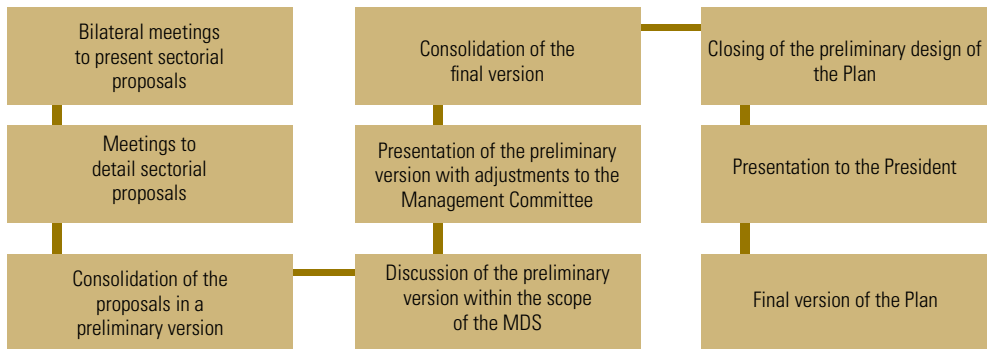 Bilateral meetings
to present sectorial
proposals
Meetings to
detail sectorial
proposals
Consolidation of the
proposals in a
preliminary version
Discussion of the preliminary
version within the scope
of the MDS
Presentation of the preliminary
version with adjustments to the
Management Committee
Consolidation of the
final version
Closing of the preliminary design of
the Plan
Presentation to the President
Final version of the Plan